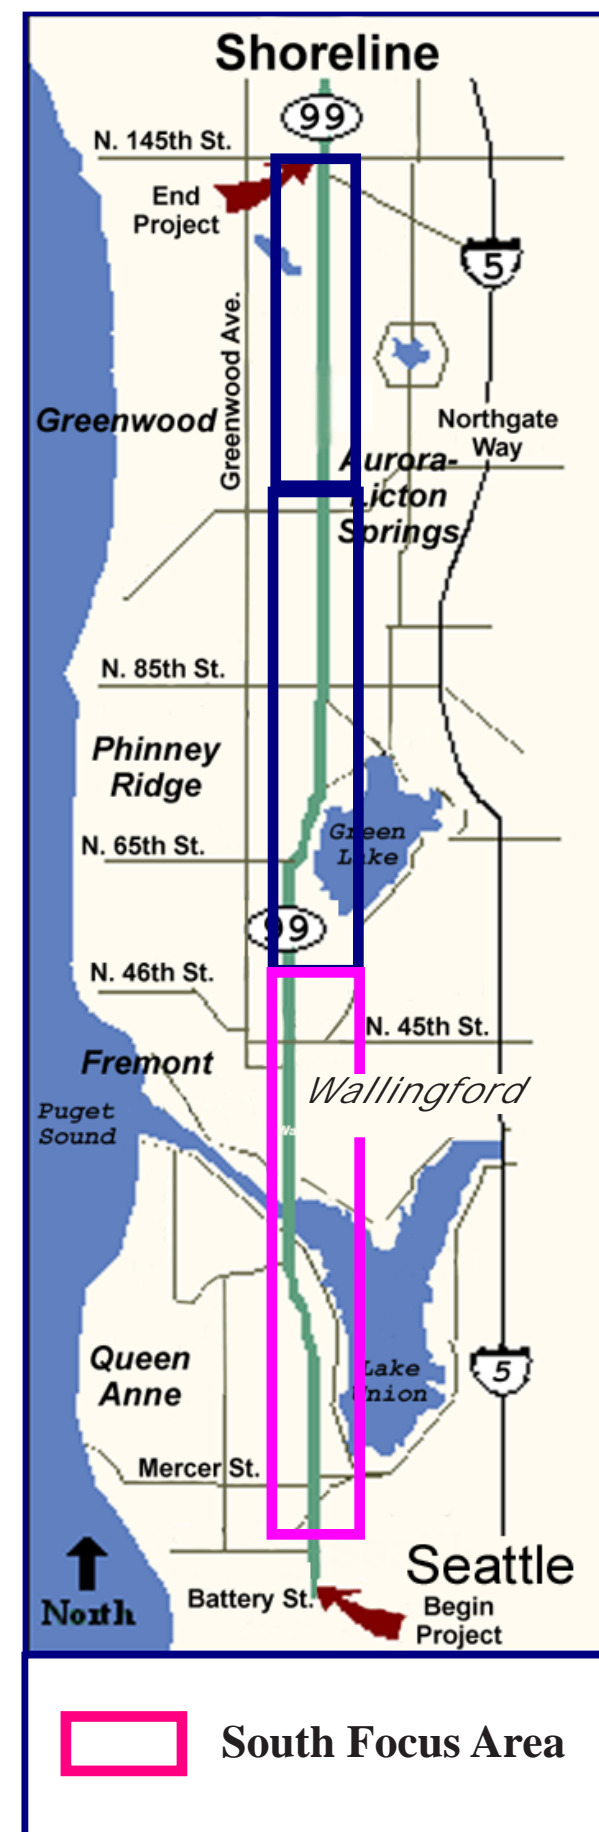 Shoreline
99
N. 145th St.
End
Project
5
Greenwood Ave.
Greenwood
Northgate
Way
Aurora-
Licton
Springs
N. 85th St.
Phinney
Ridge
Green
Lake
N. 65th St.
99
N. 46th St.
N. 45th St.
Fremont
Wallingford
Puget
Sound
Wa
Queen
Anne
Lake
Union
5
Mercer St.
Seattle
Battery St.
Begin
Project
North
South Focus Area